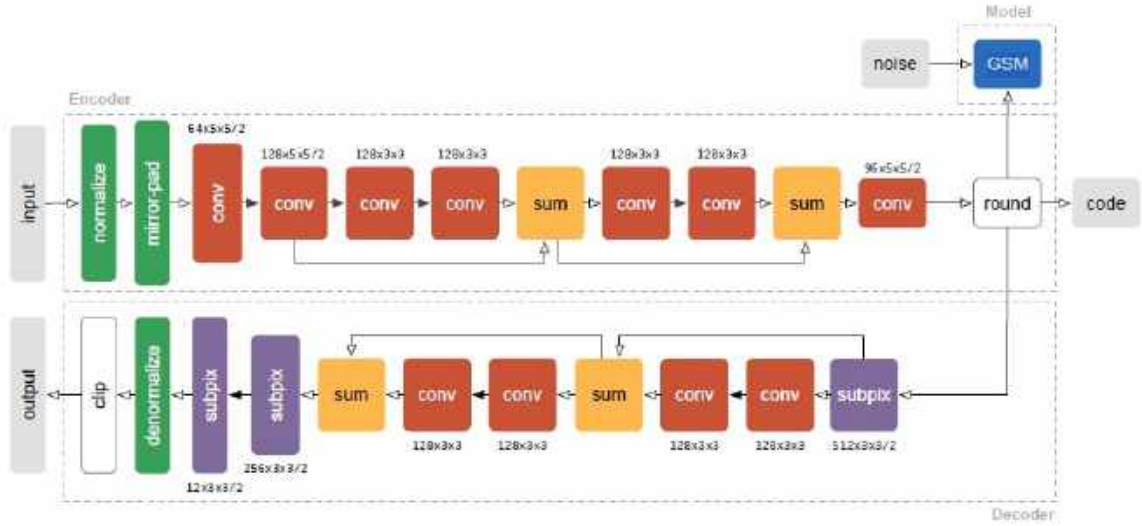 Model
noise
GSM
Encoder
64x5x5/2
128x5x5/2
128x3x3
128x3x3
128x3x3
128x3x3
96x5x5/2
input
normalize
mirror-pad
conv
conv
conv
conv
sum
conv
conv
sum
conv
round
code
output
clip
denormalize
subpix
subpix
sum
conv
conv
sum
conv
conv
subpix
128x3x3
128x3x3
128x3x3
128x3x3
512x3x3/2
256x3x3/2
12x3x3/2
Decoder